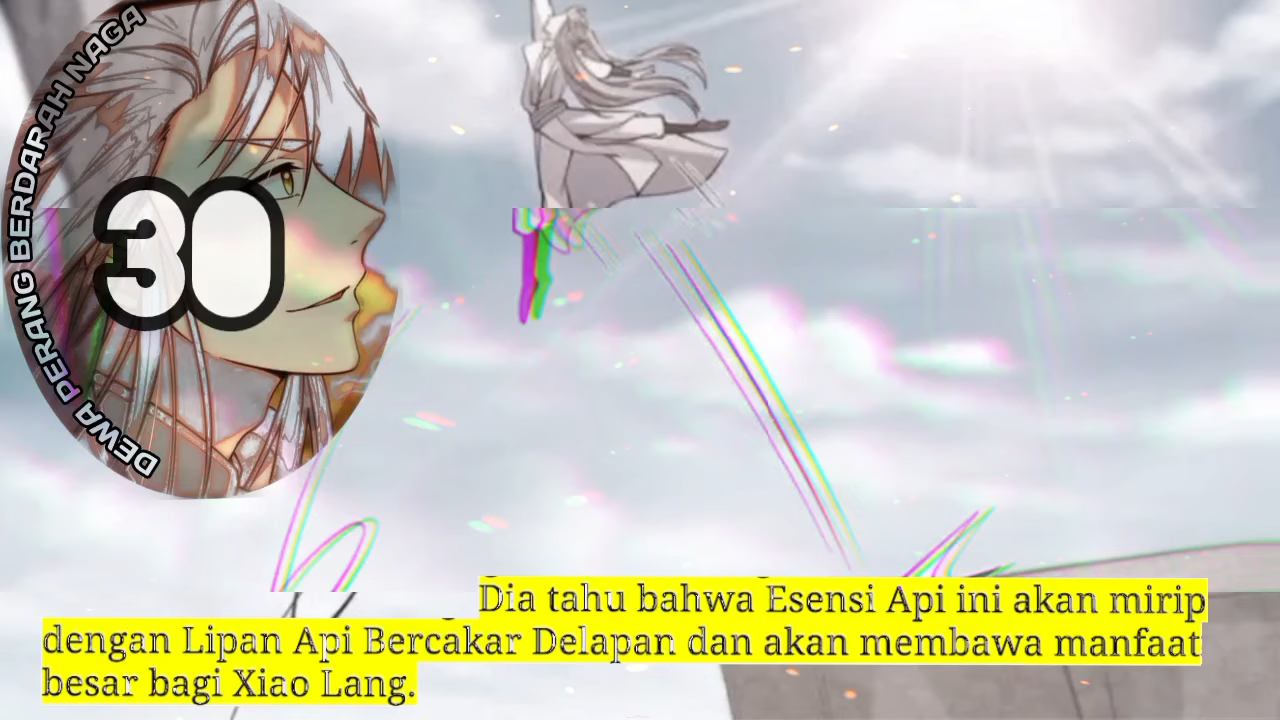 DEWA PERANG BERDARAH NAGA
30
Dia tahu bahwa Esensi Api ini akan mirip
dengan Lipan Api Bercakar Delapan dan akan membawa manfaat
besar bagi Xiao Lang.